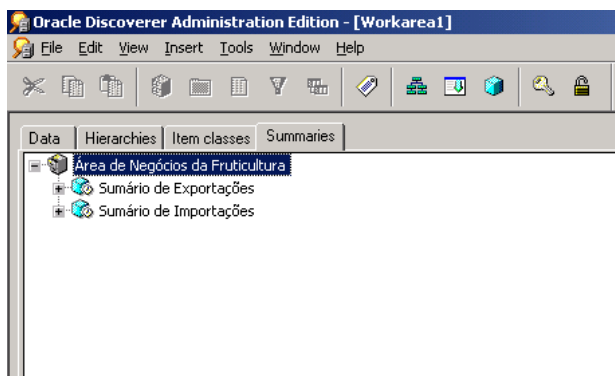 Oracle Discoverer Administration Edition - [Workarea1]
File Edit View Insert Tools Window Help
Data Hierarchies Item classes Summaries
Área de Negócios da Fruticultura
Sumário de Exportações
Sumário de Importações